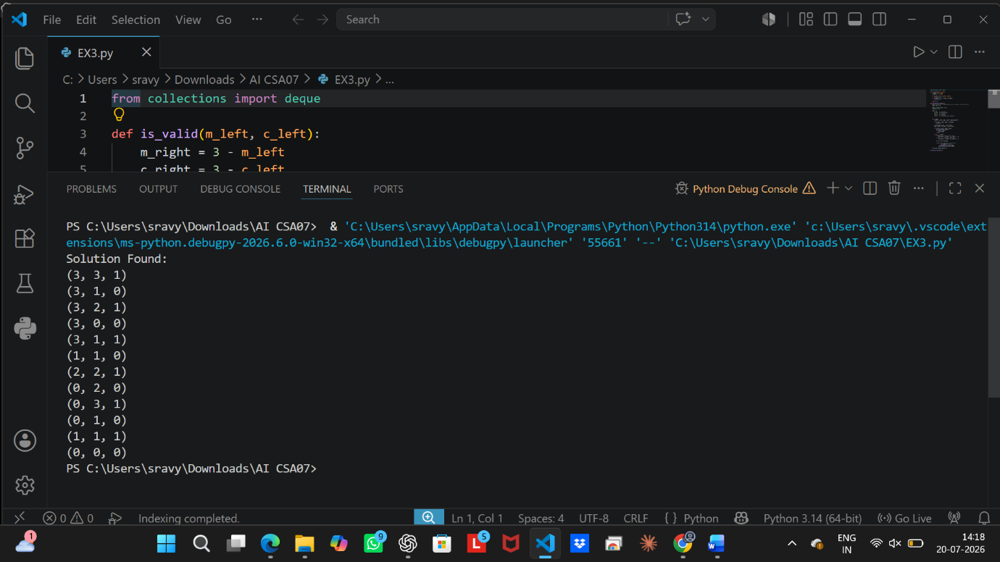 File Edit Selection View Go ··· Search
EX3.py
C: > Users > sravy > Downloads > AI CSA07 > EX3.py > ...
1 from collections import deque
2
3 def is_valid(m_left, c_left):
4 m_right = 3 - m_left
5 c_right = 3 - c_left
PROBLEMS OUTPUT DEBUG CONSOLE TERMINAL PORTS Python Debug Console
PS C:\Users\sravy\Downloads\AI CSA07> & 'C:\Users\sravy\AppData\Local\Programs\Python\Python314\python.exe' 'c:\Users\sravy\.vscode\ext
ensions\ms-python.debugpy-2026.6.0-win32-x64\bundled\libs\debugpy\launcher' '55661' '--' 'C:\Users\sravy\Downloads\AI CSA07\EX3.py'
Solution Found:
(3, 3, 1)
(3, 1, 0)
(3, 2, 1)
(3, 0, 0)
(3, 1, 1)
(1, 1, 0)
(2, 2, 1)
(0, 2, 0)
(0, 3, 1)
(0, 1, 0)
(1, 1, 1)
(0, 0, 0)
PS C:\Users\sravy\Downloads\AI CSA07>
0 0 Indexing completed. Ln 1, Col 1 Spaces: 4 UTF-8 CRLF { } Python Python 3.14 (64-bit) Go Live
1 9 L 5 W ENG 14:18
IN 20-07-2026